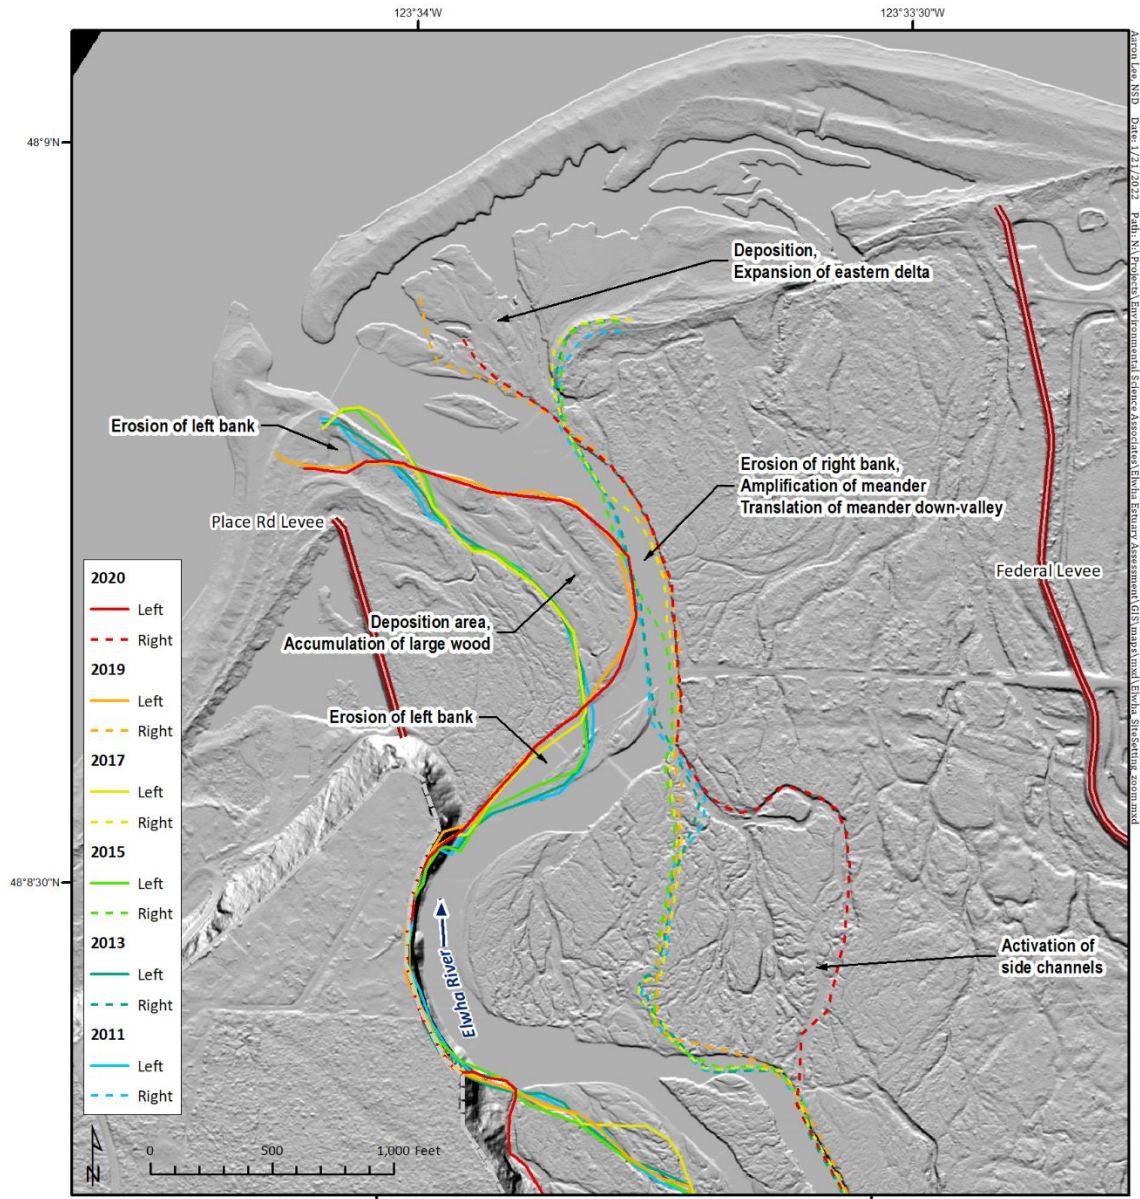 123°34'W
123°33'30"W
48°9'N
Deposition,
Expansion of eastern delta
Erosion of left bank
Erosion of right bank,
Amplification of meander
Translation of meander down-valley
Place Rd Levee
Federal Levee
Deposition area,
Accumulation of large wood
Erosion of left bank
48°8'30"N
Elwha River
Activation of
side channels
2020
Left
Right
2019
Left
Right
2017
Left
Right
2015
Left
Right
2013
Left
Right
2011
Left
Right
N
0 500 1,000 Feet
Aaron Lee, NSD Date: 1/21/2022 Path: N:\Projects\Environmental Science Associates\Elwha Estuary Assessment\GIS\maps\mxd\Elwha_SiteSetting_zoom.mxd